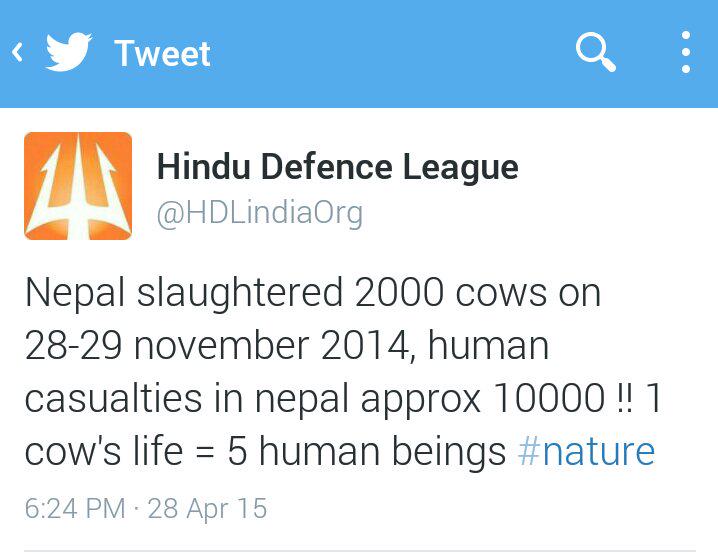 Tweet
Hindu Defence League
@HDLindiaOrg
Nepal slaughtered 2000 cows on
28-29 november 2014, human
casualties in nepal approx 10000 !! 1
cow's life = 5 human beings #nature
6:24 PM · 28 Apr 15